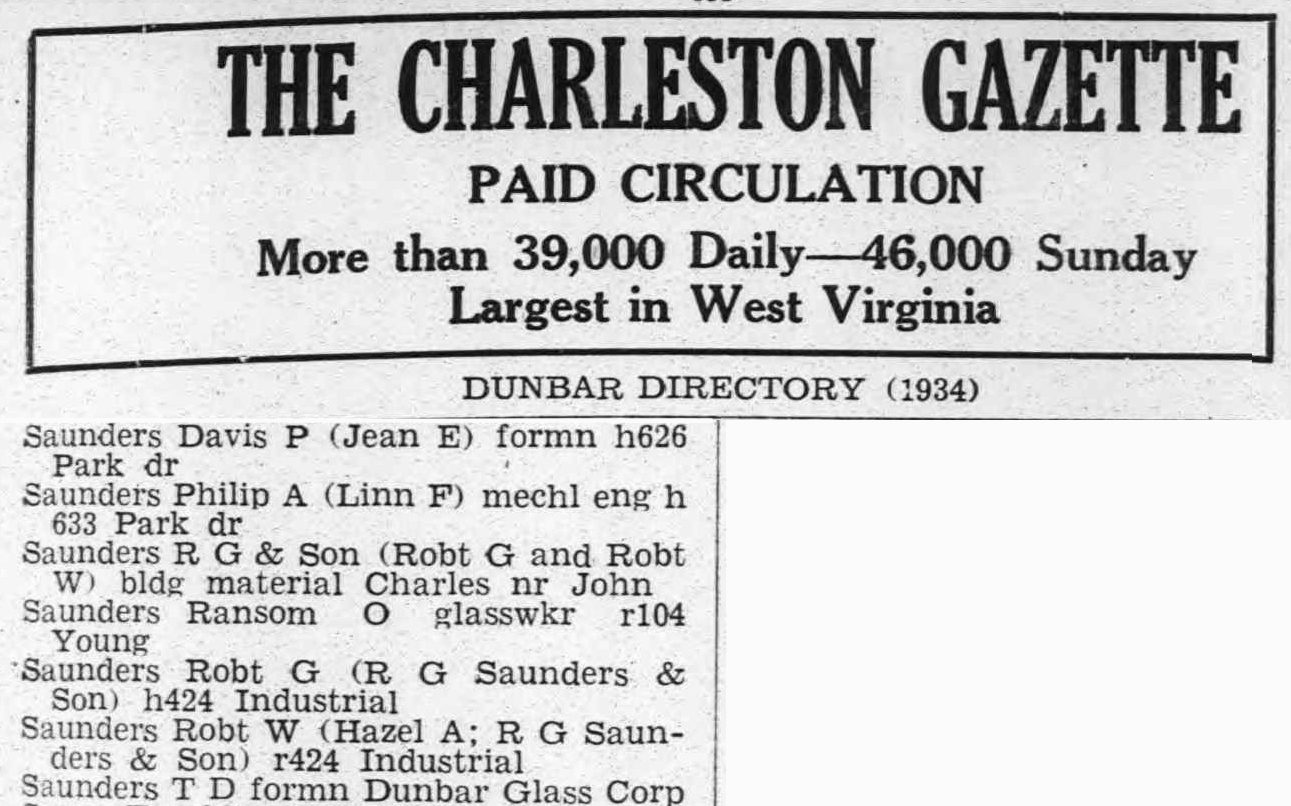 THE CHARLESTON GAZETTE
PAID CIRCULATION
More than 39,000 Daily—46,000 Sunday
Largest in West Virginia
DUNBAR DIRECTORY (1934)
Saunders Davis P (Jean E) formn h626
Park dr
Saunders Philip A (Linn F) mechl eng h
633 Park dr
Saunders R G & Son (Robt G and Robt
W) bldg material Charles nr John
Saunders Ransom O glasswkr r104
Young
Saunders Robt G (R G Saunders &
Son) h424 Industrial
Saunders Robt W (Hazel A; R G Saun-
ders & Son) r424 Industrial
Saunders T D formn Dunbar Glass Corp